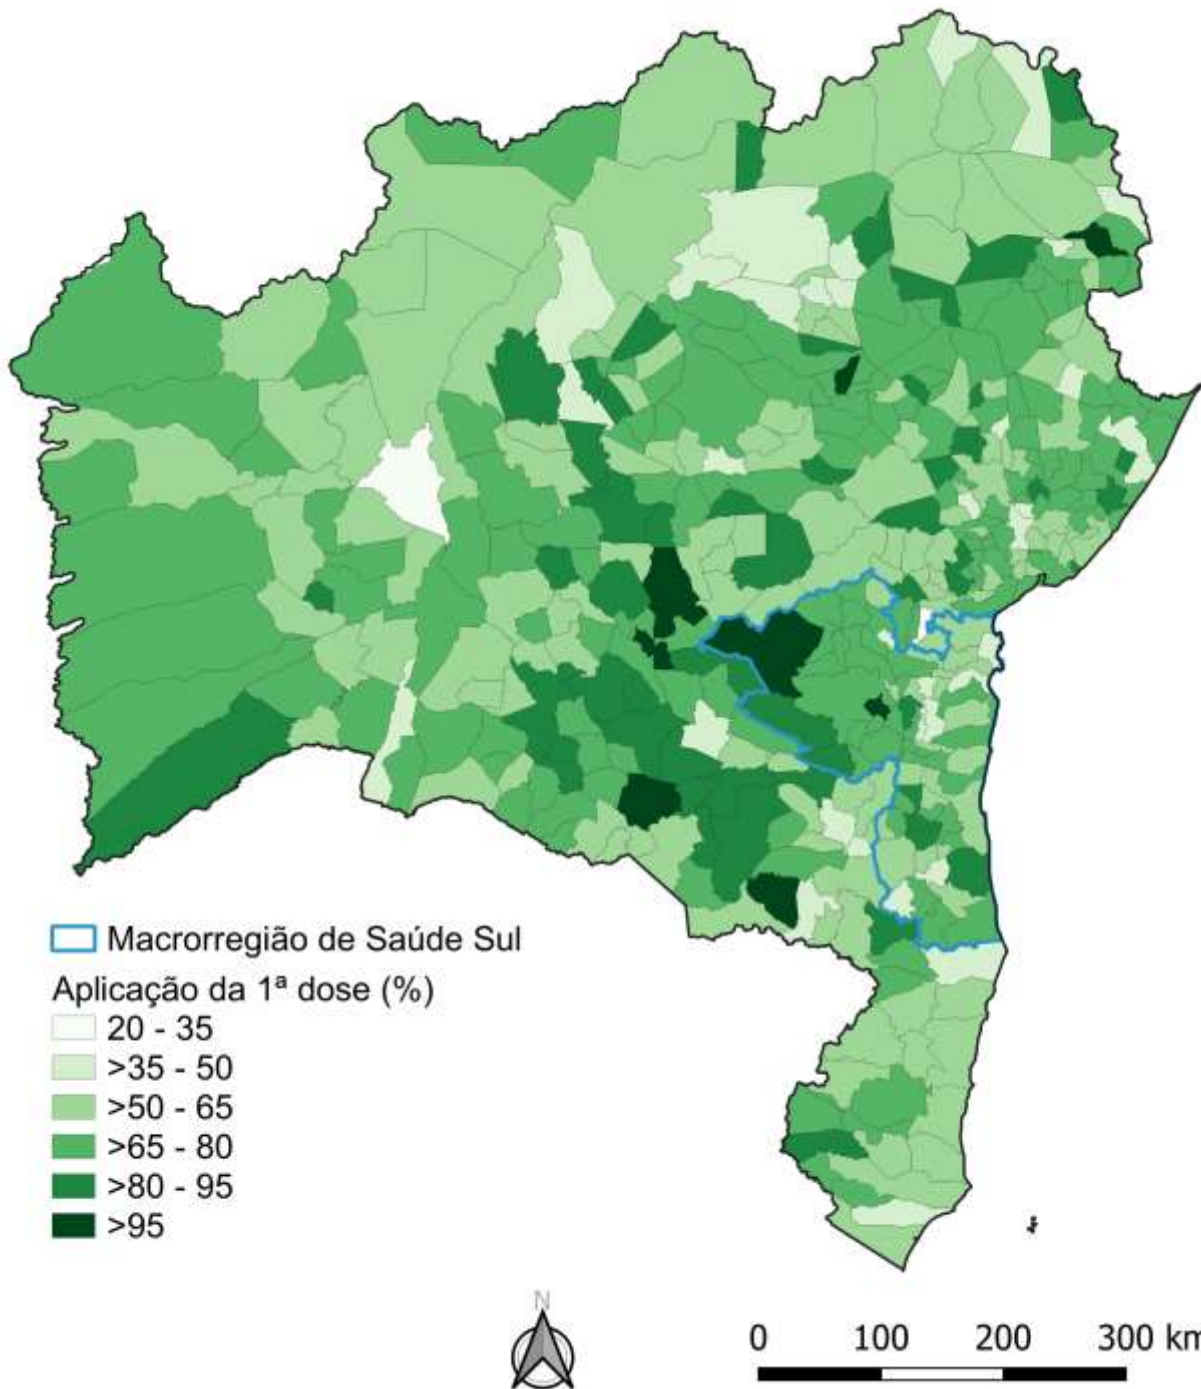 Macrorregião de Saúde Sul
Aplicação da 1ª dose (%)
20 - 35
>35 - 50
>50 - 65
>65 - 80
>80 - 95
>95
N
0 100 200 300 km